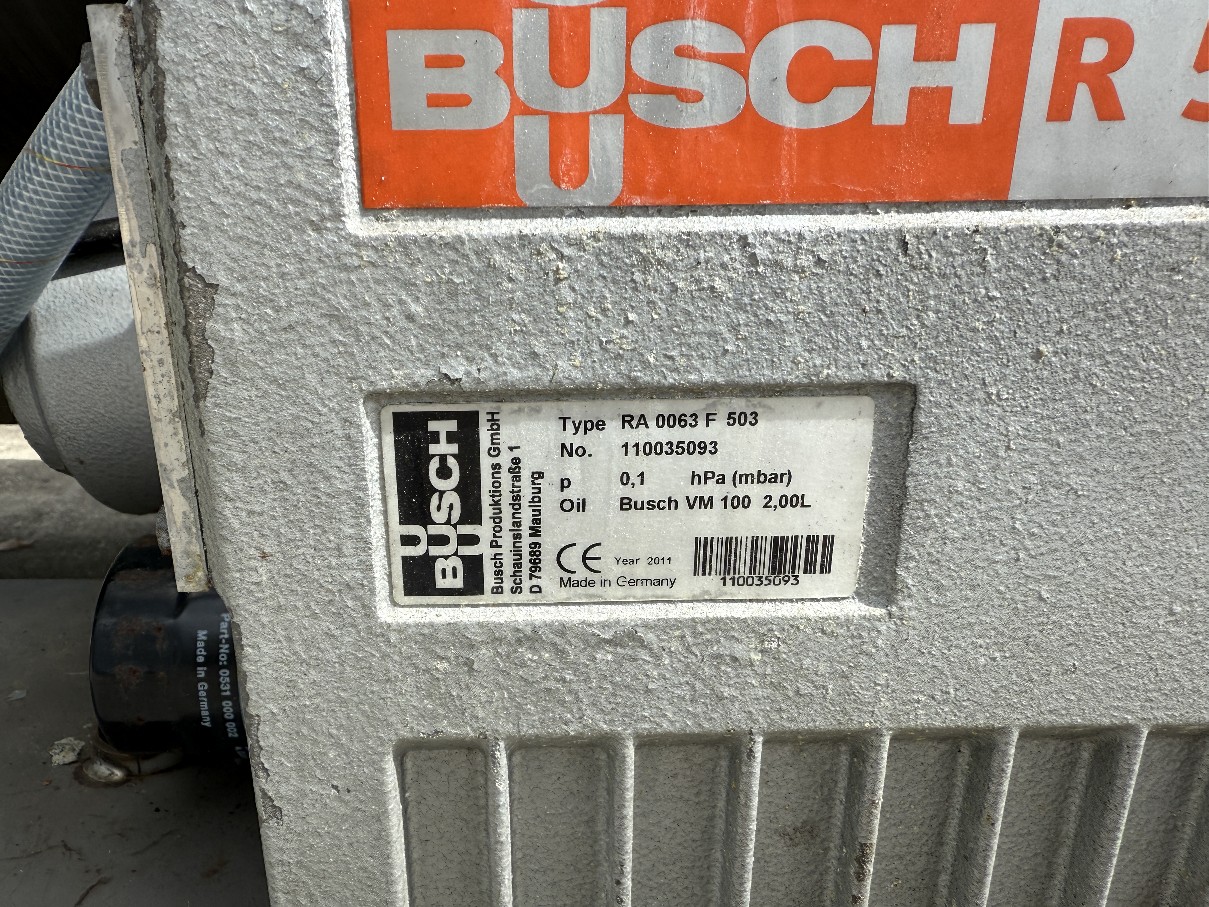 BUSCH
R 5
BUSCH
Busch Produktions GmbH
Schauinslandstraße 1
D 79689 Maulburg
Type RA 0063 F 503
No. 110035093
p 0,1 hPa (mbar)
Oil Busch VM 100 2,00L
CE Year 2011
Made in Germany
110035093
Part-No: 0531 000 002
Made in Germany